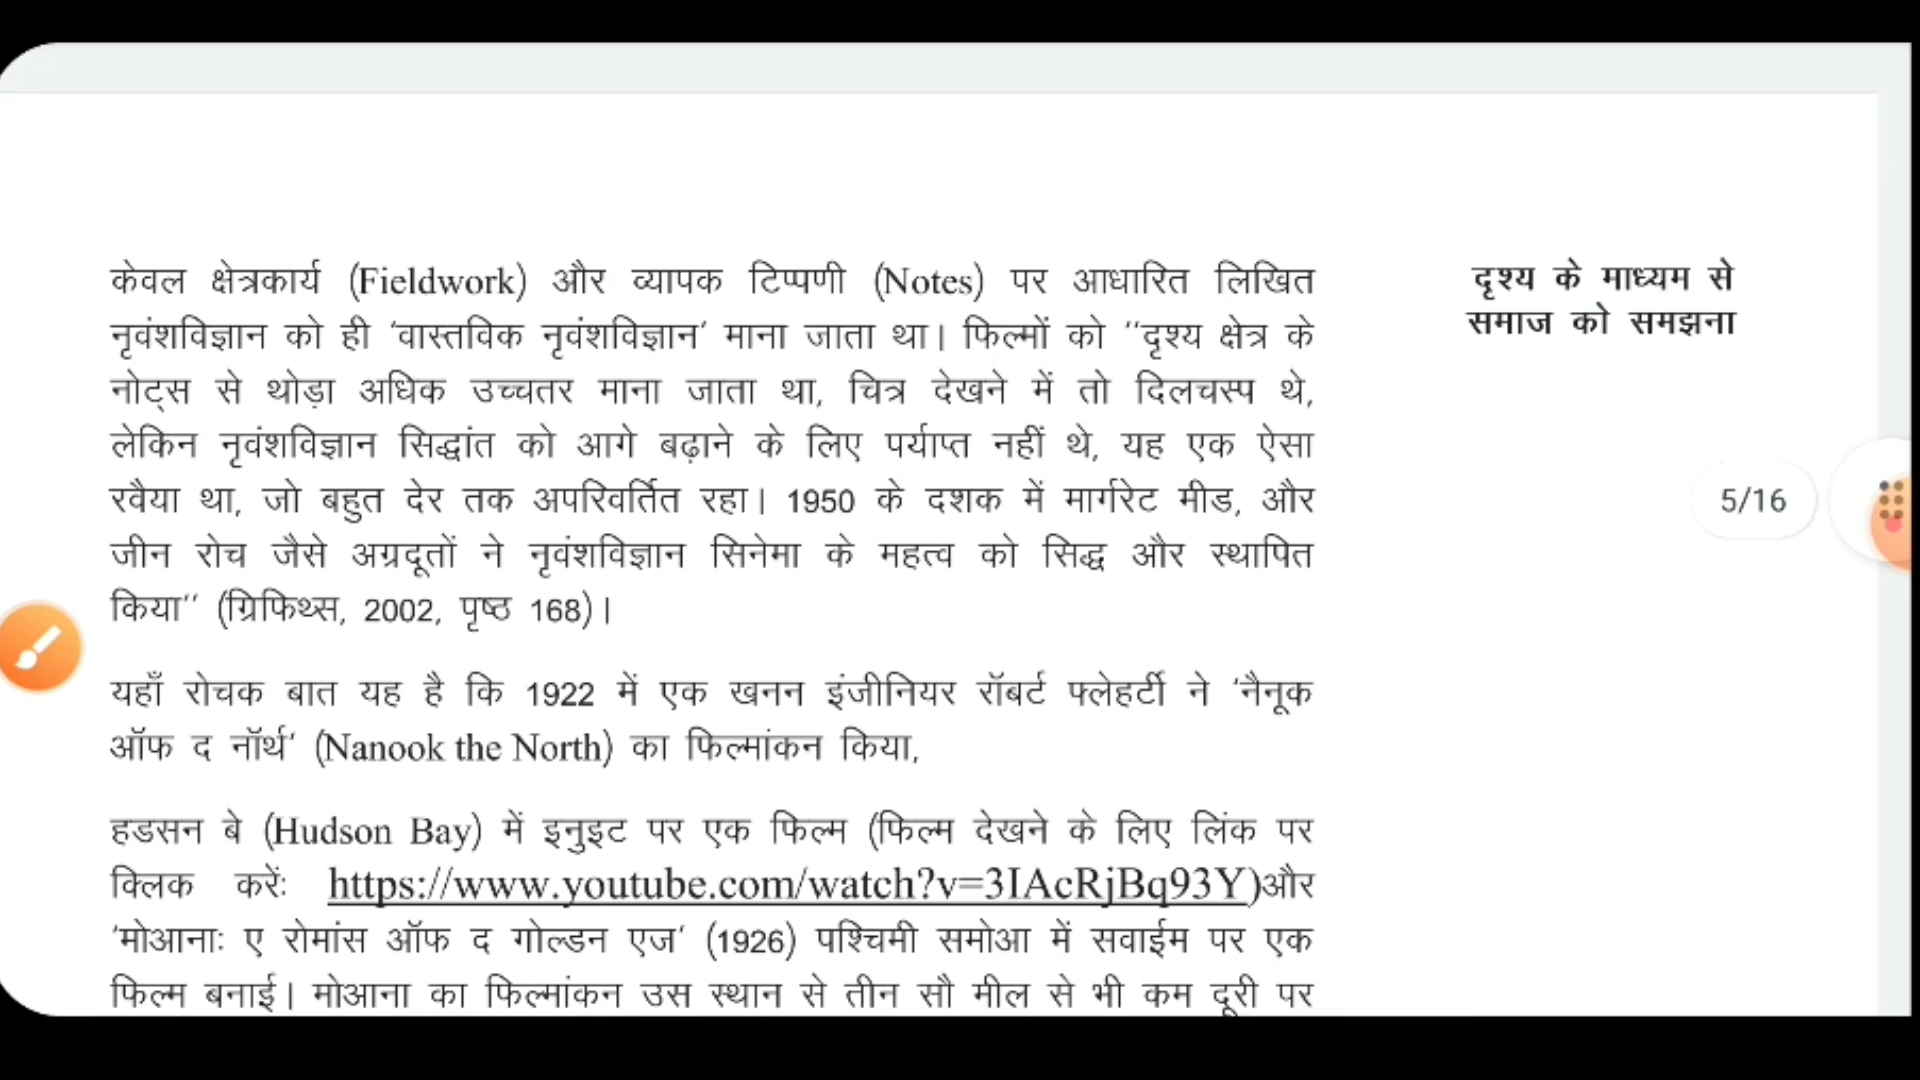 केवल क्षेत्रकार्य (Fieldwork) और व्यापक टिप्पणी (Notes) पर आधारित लिखित
नृवंशविज्ञान को ही 'वास्तविक नृवंशविज्ञान' माना जाता था। फिल्मों को ''दृश्य क्षेत्र के
नोट्स से थोड़ा अधिक उच्चतर माना जाता था, चित्र देखने में तो दिलचस्प थे,
लेकिन नृवंशविज्ञान सिद्धांत को आगे बढ़ाने के लिए पर्याप्त नहीं थे, यह एक ऐसा
रवैया था, जो बहुत देर तक अपरिवर्तित रहा। 1950 के दशक में मार्गरेट मीड, और
जीन रोच जैसे अग्रदूतों ने नृवंशविज्ञान सिनेमा के महत्व को सिद्ध और स्थापित
किया'' (ग्रिफिथ्स, 2002, पृष्ठ 168)।
यहाँ रोचक बात यह है कि 1922 में एक खनन इंजीनियर रॉबर्ट फ्लेहर्टी ने 'नैनूक
ऑफ द नॉर्थ' (Nanook the North) का फिल्मांकन किया,
हडसन बे (Hudson Bay) में इनुइट पर एक फिल्म (फिल्म देखने के लिए लिंक पर
क्लिक करें: https://www.youtube.com/watch?v=3IAcRjBq93Y)और
'मोआना: ए रोमांस ऑफ द गोल्डन एज' (1926) पश्चिमी समोआ में सवाईम पर एक
फिल्म बनाई। मोआना का फिल्मांकन उस स्थान से तीन सौ मील से भी कम दूरी पर
दृश्य के माध्यम से
समाज को समझना
5/16